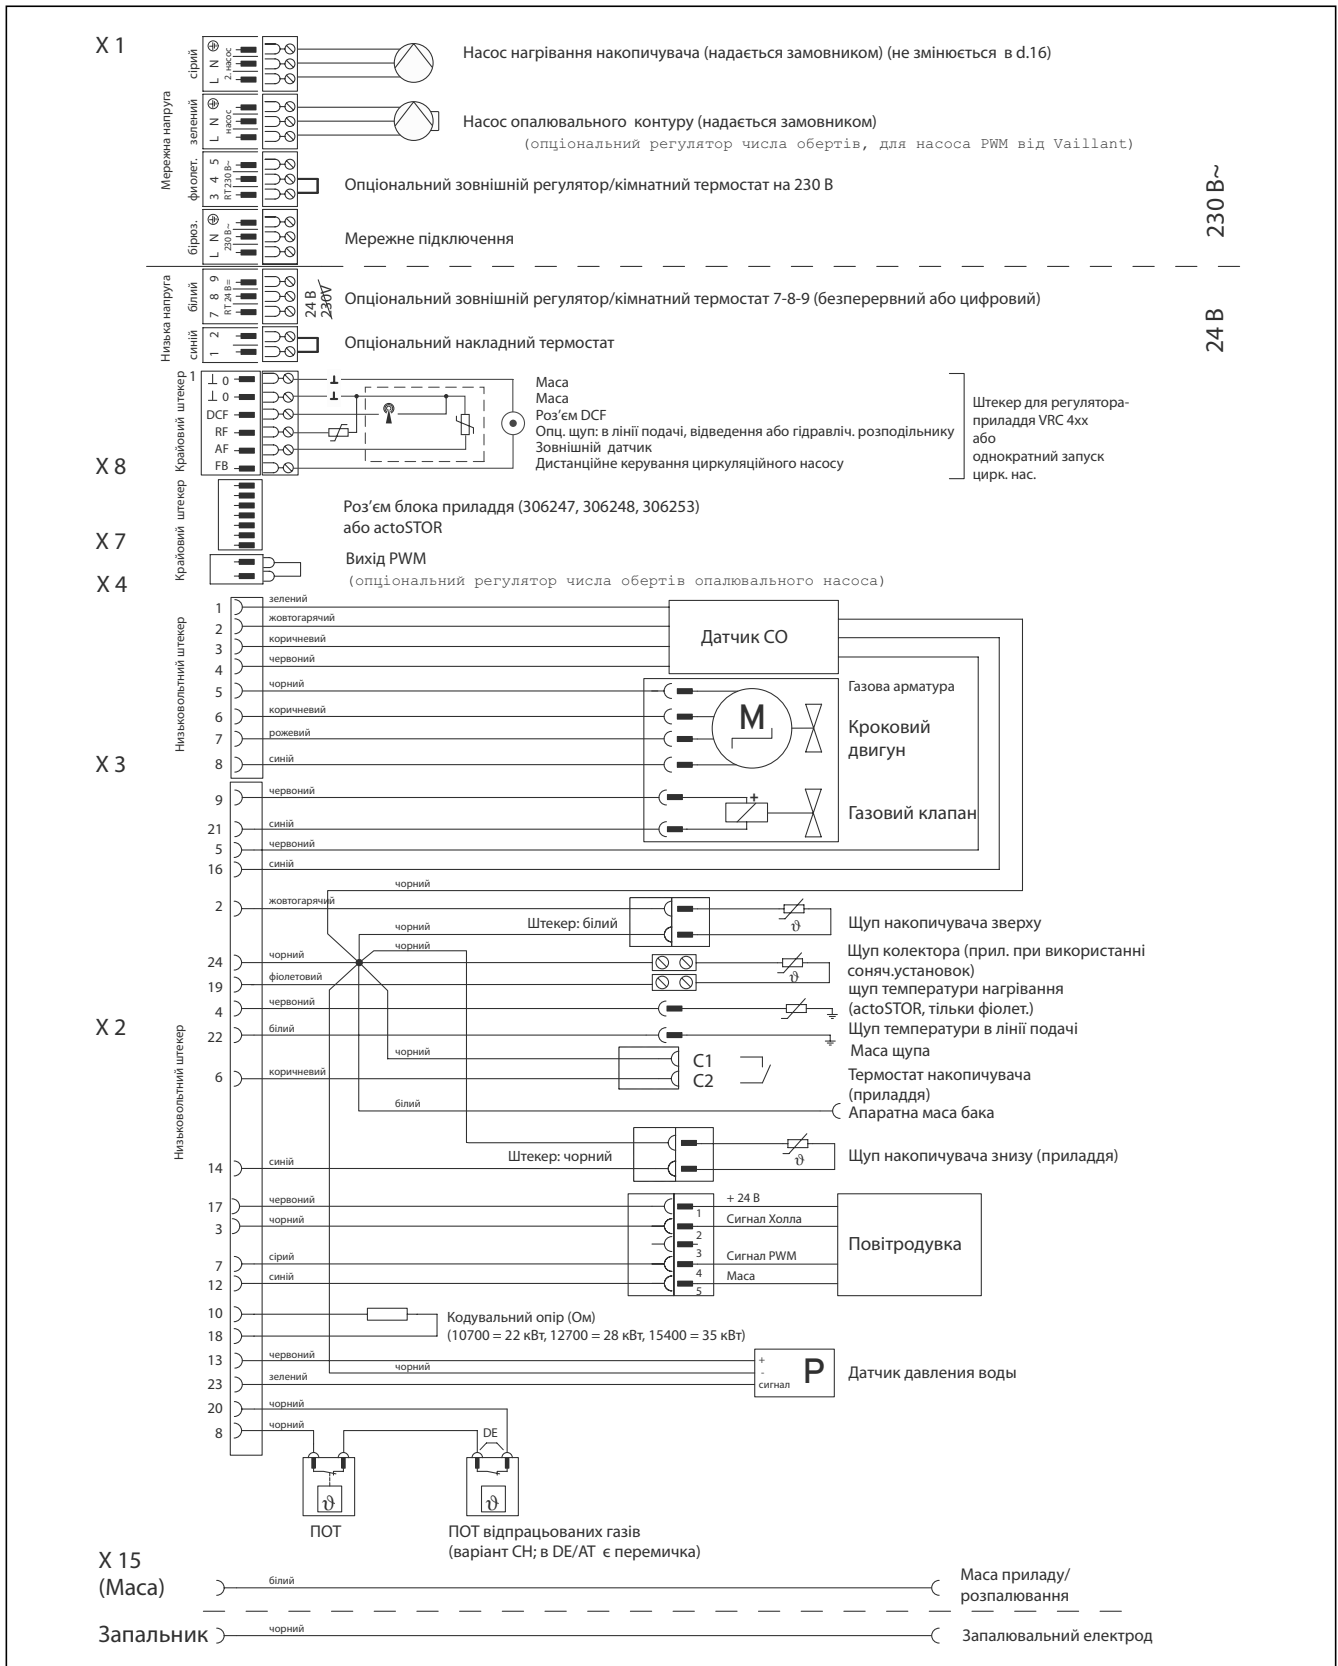 X 1
сірий
L N
2. насос
Насос нагрівання накопичувача (надається замовником) (не змінюється в d.16)
Мережна напруга
зелений
L N
насос
Насос опалювального контуру (надається замовником)
(опціональний регулятор числа обертів, для насоса PWM від Vaillant)
фиолет.
3 4 5
RT 230 В~
Опціональний зовнішній регулятор/кімнатний термостат на 230 В
230 В~
бірюз.
L N
230 В~
Мережне підключення
Низька напруга
білий
7 8 9
RT 24 В=
24 В
230V
Опціональний зовнішній регулятор/кімнатний термостат 7-8-9 (безперервний або цифровий)
24 В
синій
1 2
Опціональний накладний термостат
Крайовий штекер
1
0
Маса
0
Маса
DCF
Роз’єм DCF
RF
Опц. щуп: в лінії подачі, відведення або гідравліч. розподільнику
AF
Зовнішній датчик
FB
Дистанційне керування циркуляційного насосу
Штекер для регулятора-
приладдя VRC 4xx
або
однократний запуск
цирк. нас.
X 8
Крайовий штекер
Роз’єм блока приладдя (306247, 306248, 306253)
або actoSTOR
X 7
Вихід PWM
(опціональний регулятор числа обертів опалювального насоса)
X 4
Низьковольтний штекер
1 зелений
2 жовтогарячий
3 коричневий
4 червоний
Датчик CO
5 чорний
6 коричневий
7 рожевий
8 синій
M
Газова арматура
Кроковий
двигун
X 3
9 червоний
+
21 синій
Газовий клапан
5 червоний
16 синій
чорний
2 жовтогарячий
чорний
Штекер: білий
ϑ
Щуп накопичувача зверху
чорний
24 чорний
19 фіолетовий
ϑ
Щуп колектора (прил. при використанні
соняч.установок)
щуп температури нагрівання
(actoSTOR, тільки фіолет.)
4 червоний
Щуп температури в лінії подачі
X 2
22 білий
Маса щупа
Низьковольтний штекер
чорний
C1
6 коричневий
C2
Термостат накопичувача
(приладдя)
білий
Апаратна маса бака
Штекер: чорний
14 синій
ϑ
Щуп накопичувача знизу (приладдя)
17 червоний
+ 24 В
1
3 чорний
Сигнал Холла
2
3
7 сірий
Сигнал PWM
4
12 синій
Маса
5
Повітродувка
10
18
Кодувальний опір (Ом)
(10700 = 22 кВт, 12700 = 28 кВт, 15400 = 35 кВт)
13 червоний
+
чорний
-
23 зелений
сигнал
P
Датчик давления воды
20 чорний
8 чорний
DE
ϑ
ϑ
ПОТ
ПОТ відпрацьованих газів
(варіант CH; в DE/AT є перемичка)
X 15
(Маса)
білий
Маса приладу/
розпалювання
Запальник
чорний
Запалювальний електрод